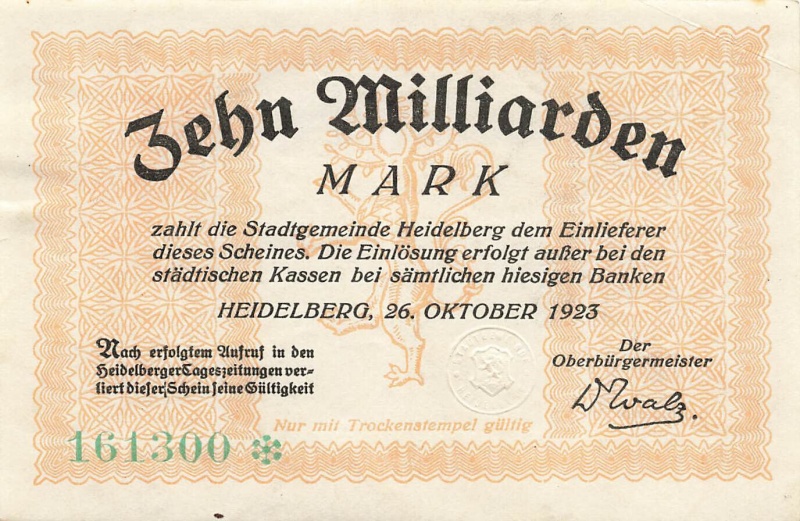 Zehn Milliarden
MARK
zahlt die Stadtgemeinde Heidelberg dem Einlieferer
dieses Scheines. Die Einlösung erfolgt außer bei den
städtischen Kassen bei sämtlichen hiesigen Banken
HEIDELBERG, 26. OKTOBER 1923
Nach erfolgtem Aufruf in den
Heidelberger Tageszeitungen ver-
liert dieser Schein seine Gültigkeit
Der
Oberbürgermeister
D Walz.
Nur mit Trockenstempel gültig
161300 *